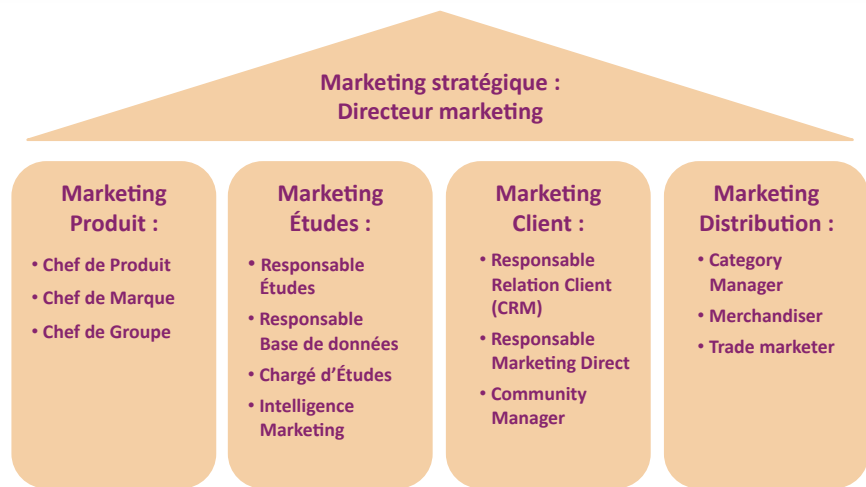 Marketing stratégique :
Directeur marketing
Marketing
Produit :
• Chef de Produit
• Chef de Marque
• Chef de Groupe
Marketing
Études :
• Responsable
Études
• Responsable
Base de données
• Chargé d’Études
• Intelligence
Marketing
Marketing
Client :
• Responsable
Relation Client
(CRM)
• Responsable
Marketing Direct
• Community
Manager
Marketing
Distribution :
• Category
Manager
• Merchandiser
• Trade marketer